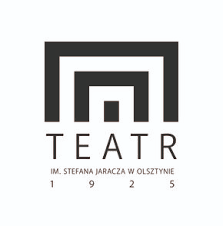 TEATR
IM. STEFANA JARACZA W OLSZTYNIE
1 9 2 5